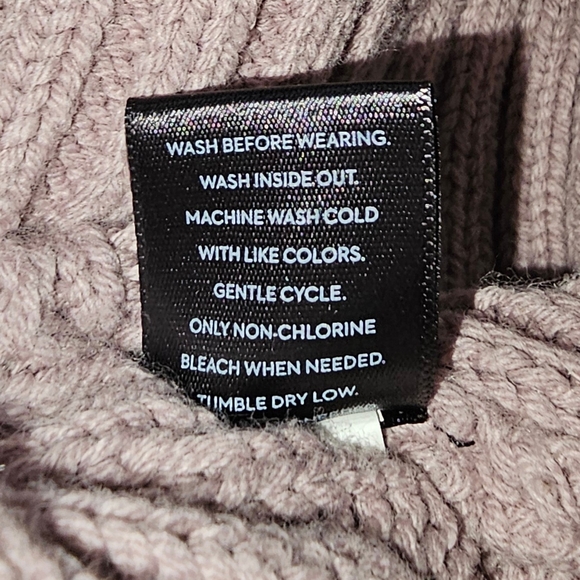 WASH BEFORE WEARING.
WASH INSIDE OUT.
MACHINE WASH COLD
WITH LIKE COLORS.
GENTLE CYCLE.
ONLY NON-CHLORINE
BLEACH WHEN NEEDED.
TUMBLE DRY LOW.